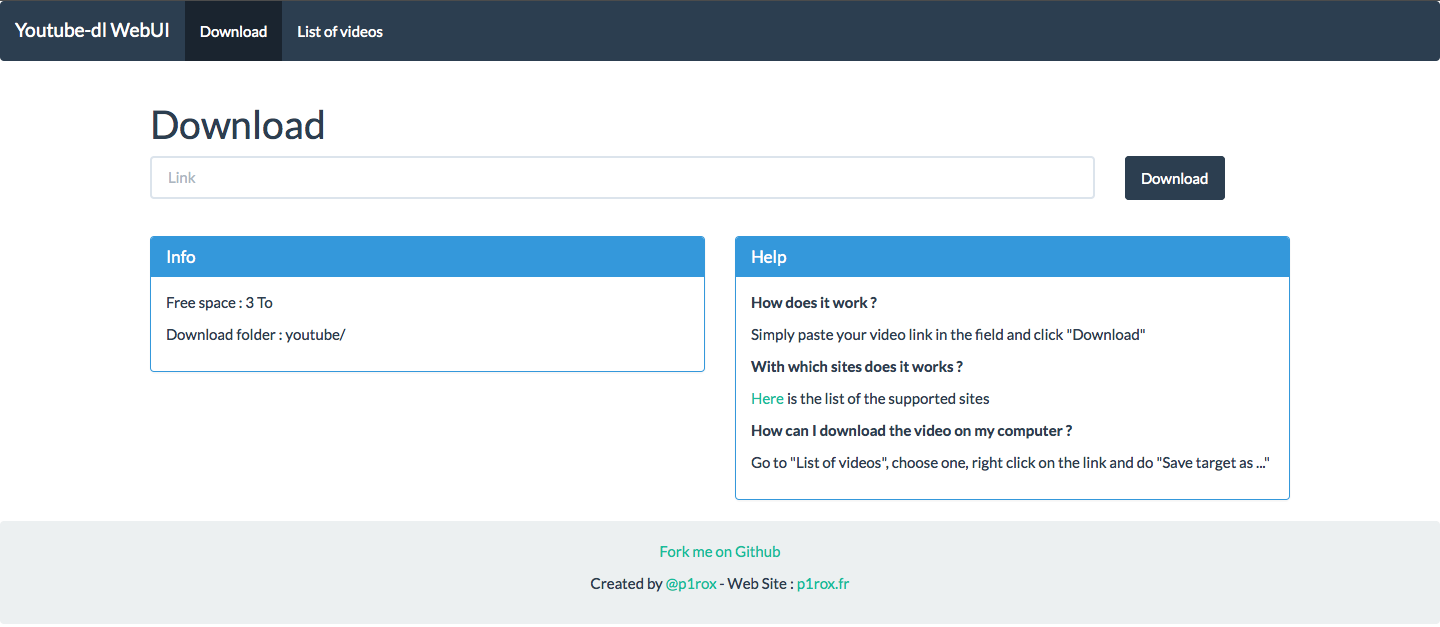 Youtube-dl WebUI Download List of videos
Download
Link Download
Info
Free space : 3 To
Download folder : youtube/
Help
How does it work ?
Simply paste your video link in the field and click "Download"
With which sites does it works ?
Here is the list of the supported sites
How can I download the video on my computer ?
Go to "List of videos", choose one, right click on the link and do "Save target as ..."
Fork me on Github
Created by @p1rox - Web Site : p1rox.fr